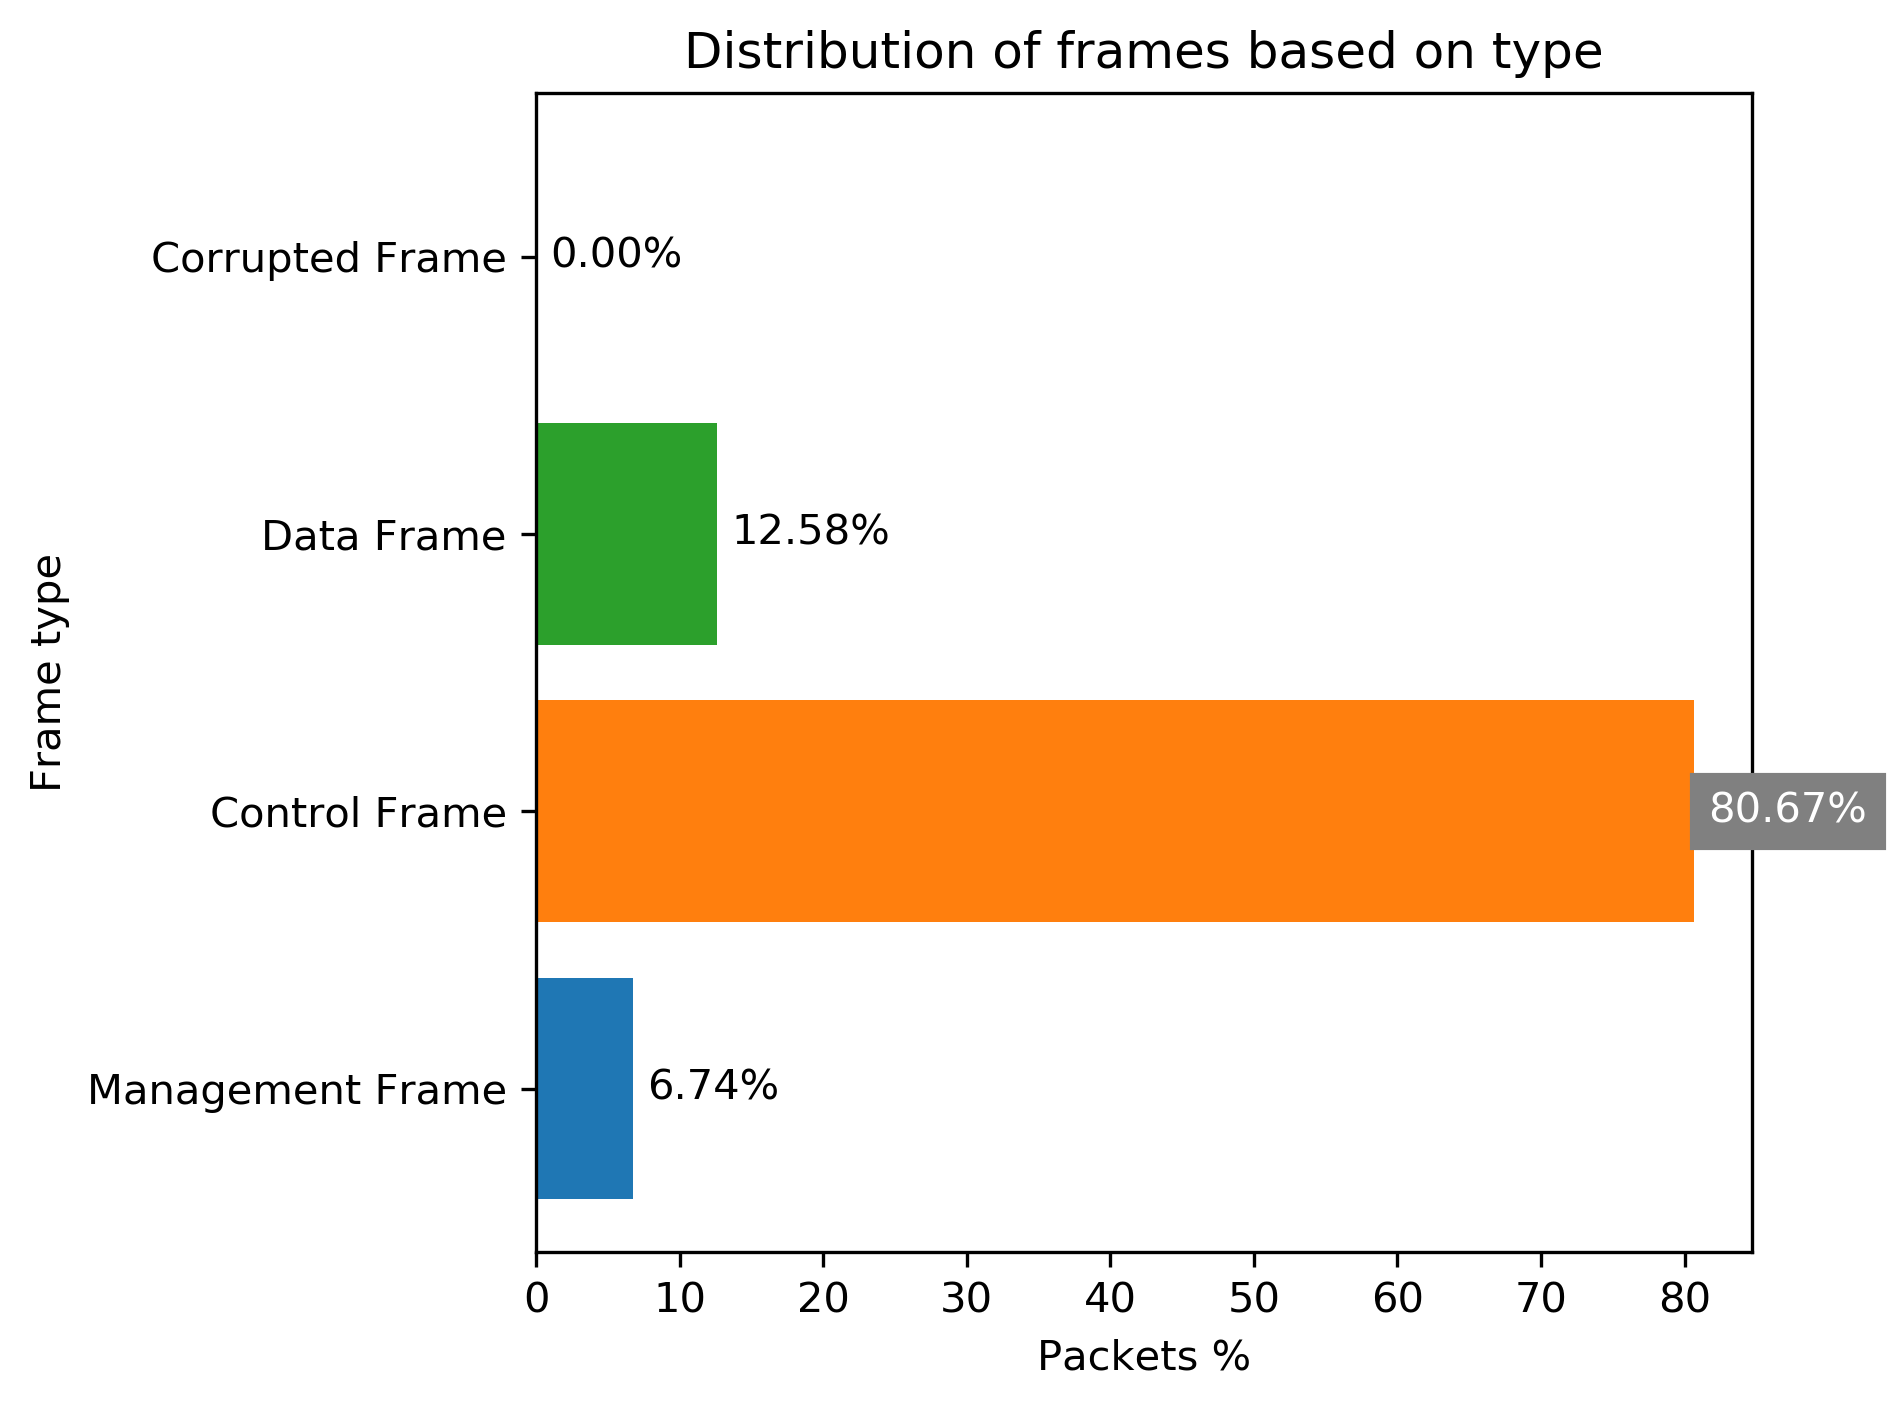 Distribution of frames based on type
Corrupted Frame
0.00%
Data Frame
12.58%
Control Frame
80.67%
Management Frame
6.74%
Frame type
0 10 20 30 40 50 60 70 80
Packets %